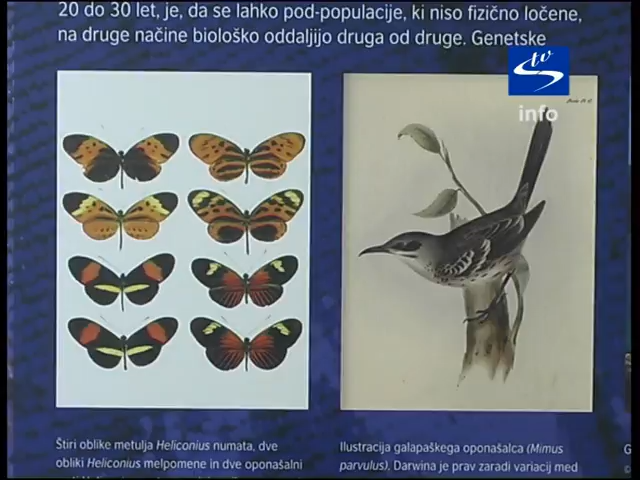 20 do 30 let, je, da se lahko pod-populacije, ki niso fizično ločene,
na druge načine biološko oddaljijo druga od druge. Genetske
tv S
info
Štiri oblike metulja Heliconius numata, dve
obliki Heliconius melpomene in dve oponašalni
Ilustracija galapaškega oponašalca (Mimus
parvulus). Darwina je prav zaradi variacij med